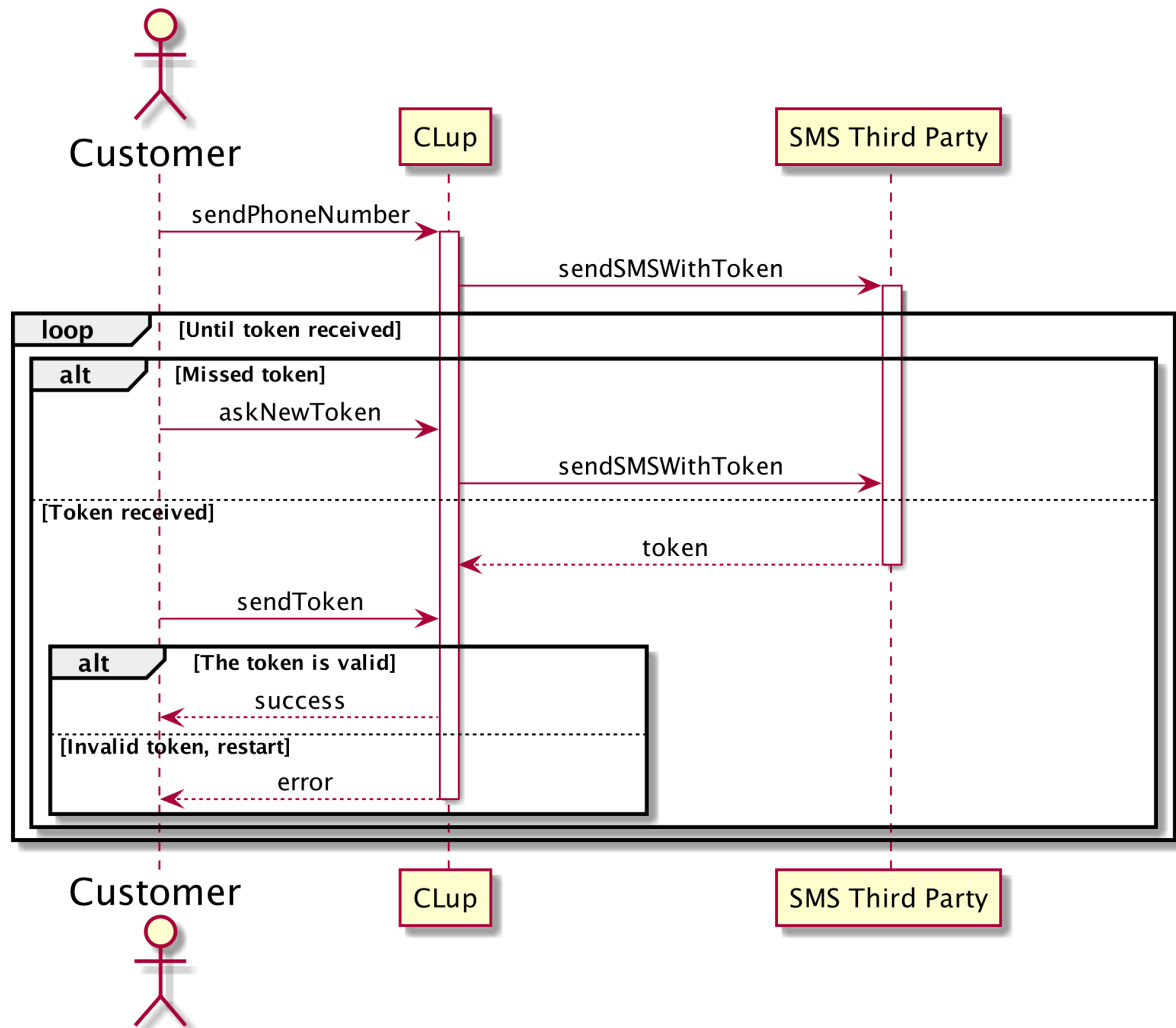 Customer
CLup
SMS Third Party
sendPhoneNumber
sendSMSWithToken
loop
[Until token received]
alt
[Missed token]
askNewToken
sendSMSWithToken
[Token received]
token
sendToken
alt
[The token is valid]
success
[Invalid token, restart]
error
Customer
CLup
SMS Third Party